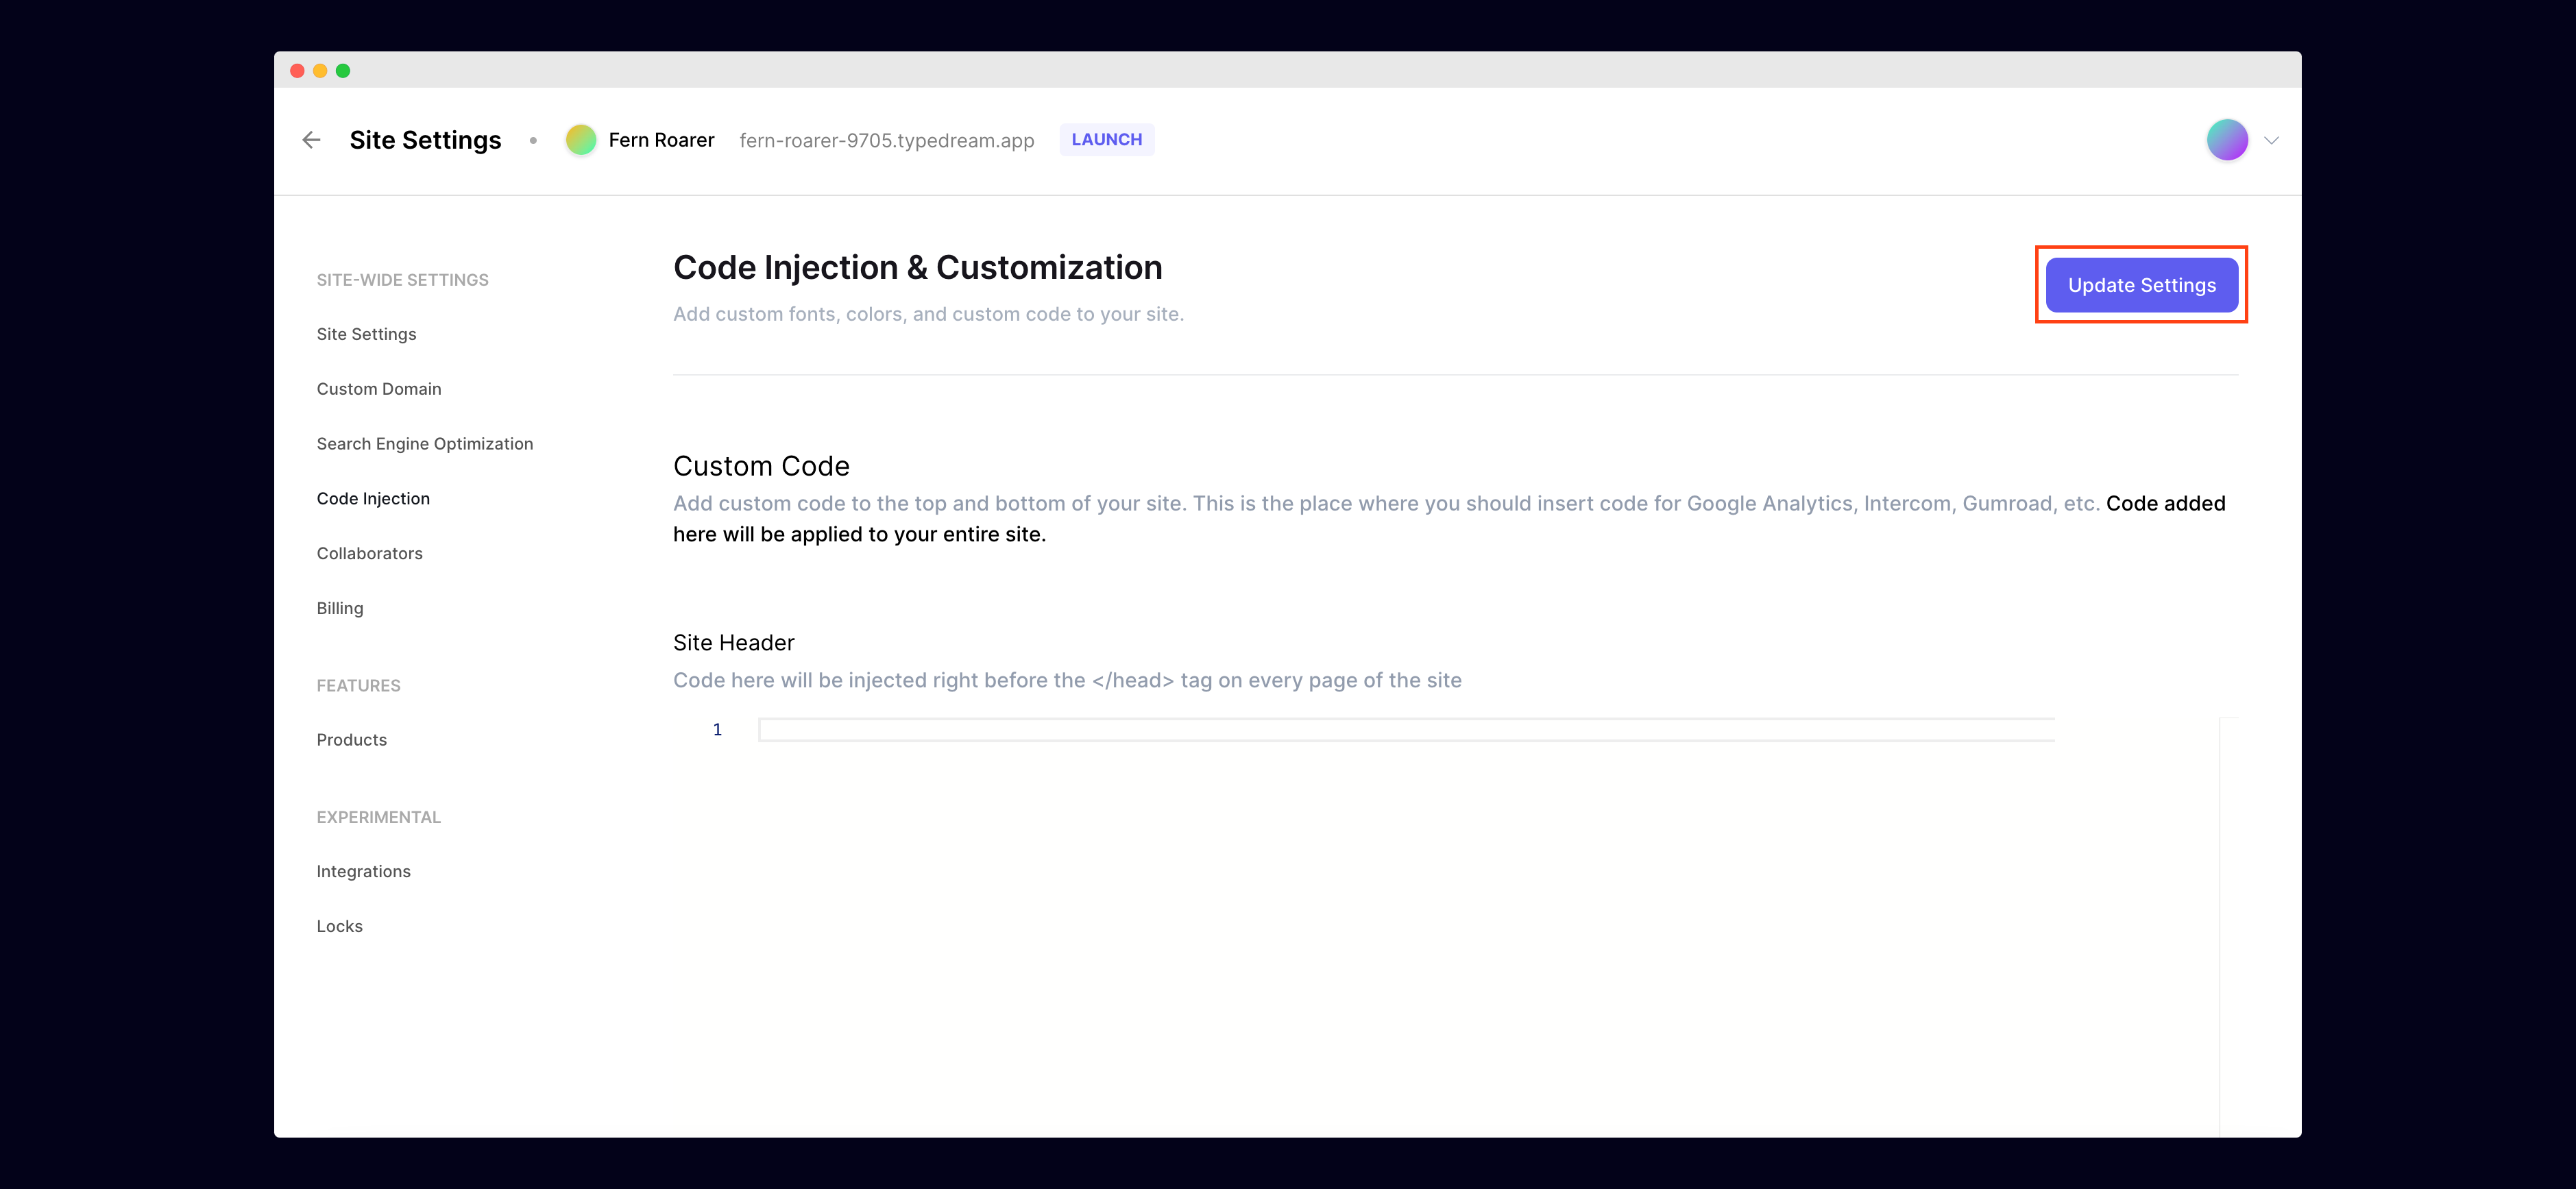 Site Settings • Fern Roarer fern-roarer-9705.typedream.app LAUNCH
SITE-WIDE SETTINGS
Site Settings
Custom Domain
Search Engine Optimization
Code Injection
Collaborators
Billing
FEATURES
Products
EXPERIMENTAL
Integrations
Locks
Code Injection & Customization
Add custom fonts, colors, and custom code to your site.
Update Settings
Custom Code
Add custom code to the top and bottom of your site. This is the place where you should insert code for Google Analytics, Intercom, Gumroad, etc. Code added
here will be applied to your entire site.
Site Header
Code here will be injected right before the </head> tag on every page of the site
1